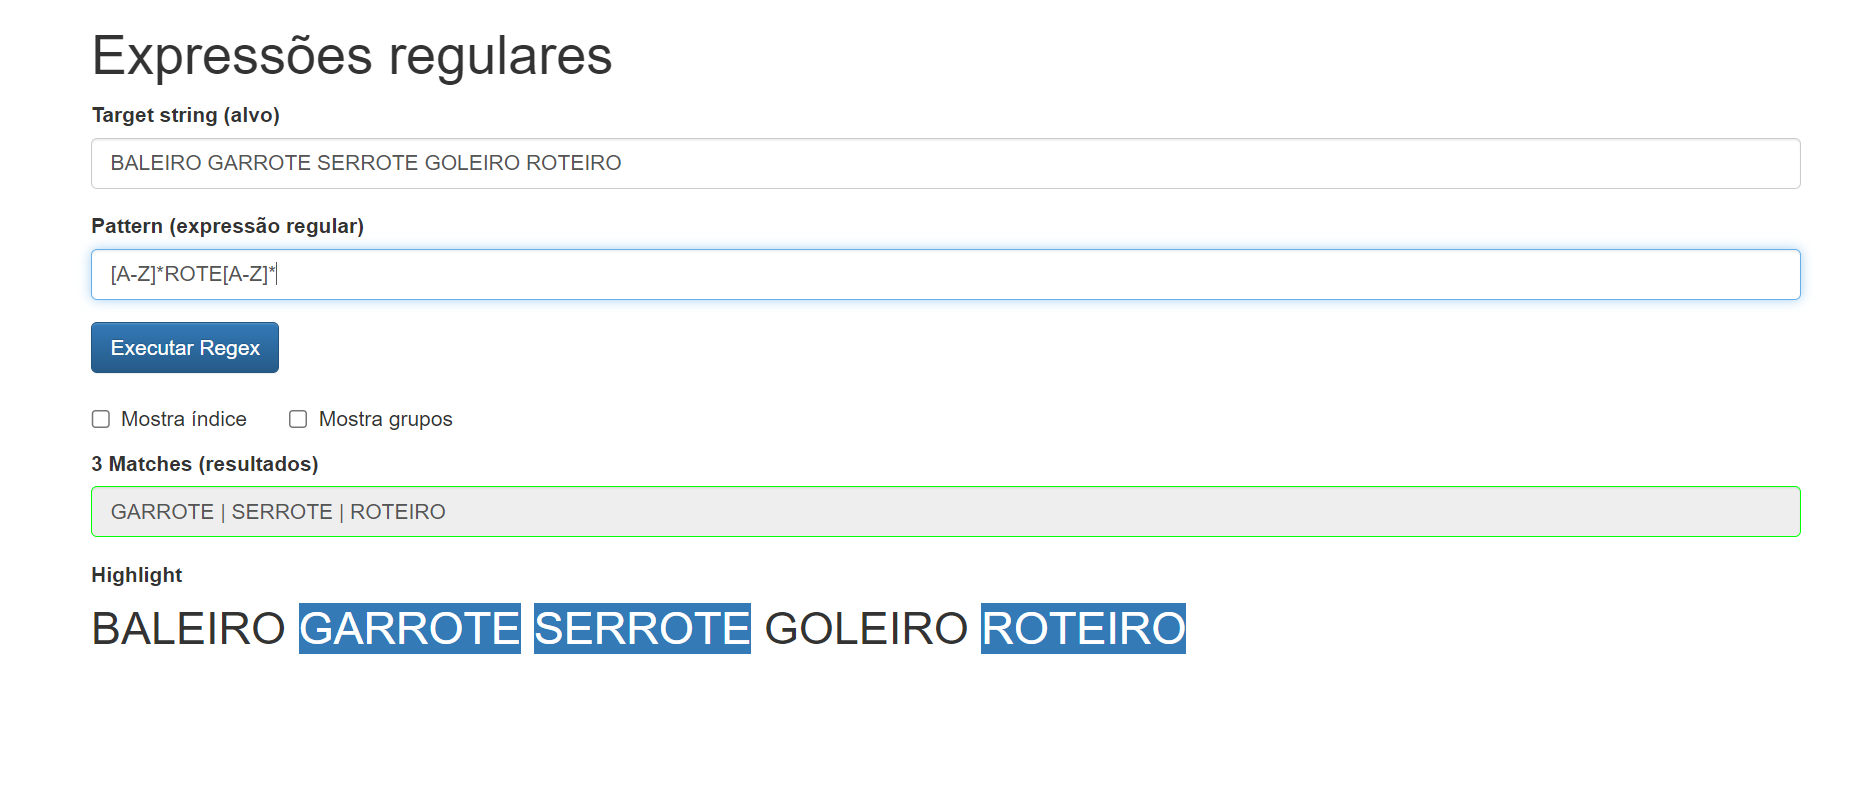 Expressões regulares
Target string (alvo)
BALEIRO GARROTE SERROTE GOLEIRO ROTEIRO
Pattern (expressão regular)
[A-Z]*ROTE[A-Z]*
Executar Regex
Mostra índice Mostra grupos
3 Matches (resultados)
GARROTE | SERROTE | ROTEIRO
Highlight
BALEIRO GARROTE SERROTE GOLEIRO ROTEIRO